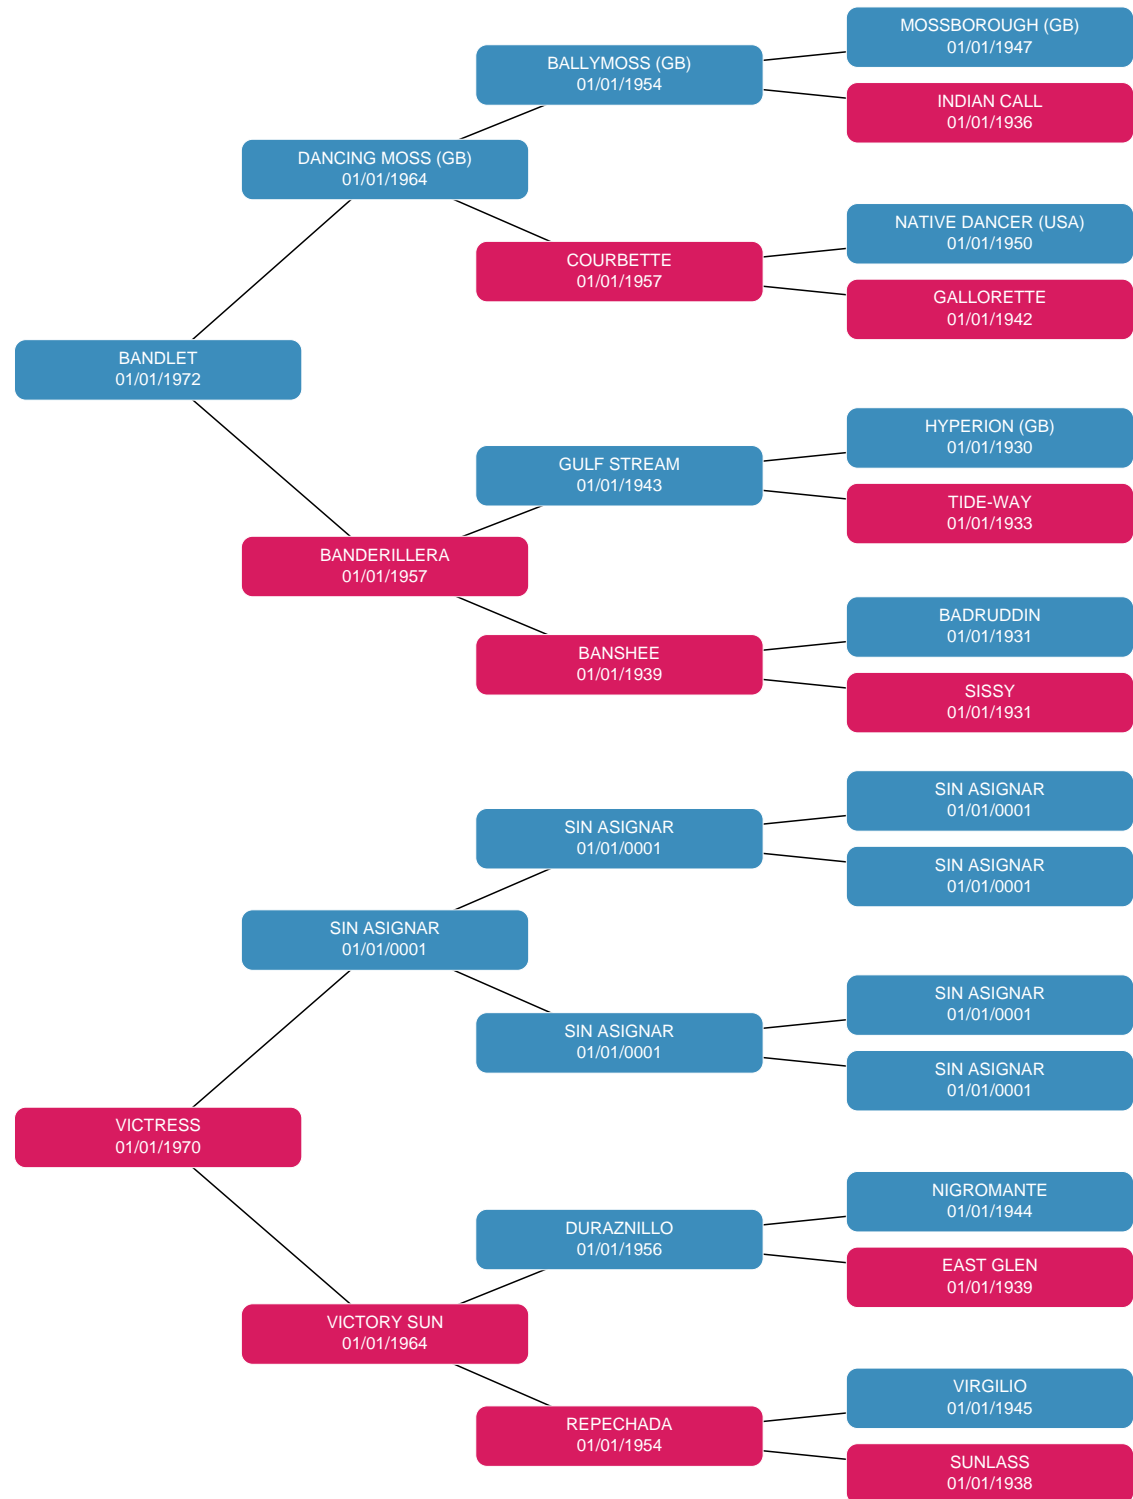 MOSSBOROUGH (GB)
01/01/1947
BALLYMOSS (GB)
01/01/1954
INDIAN CALL
01/01/1936
DANCING MOSS (GB)
01/01/1964
NATIVE DANCER (USA)
01/01/1950
COURBETTE
01/01/1957
GALLORETTE
01/01/1942
BANDLET
01/01/1972
HYPERION (GB)
01/01/1930
GULF STREAM
01/01/1943
TIDE-WAY
01/01/1933
BANDERILLERA
01/01/1957
BADRUDDIN
01/01/1931
BANSHEE
01/01/1939
SISSY
01/01/1931
SIN ASIGNAR
01/01/0001
SIN ASIGNAR
01/01/0001
SIN ASIGNAR
01/01/0001
SIN ASIGNAR
01/01/0001
SIN ASIGNAR
01/01/0001
SIN ASIGNAR
01/01/0001
SIN ASIGNAR
01/01/0001
VICTRESS
01/01/1970
NIGROMANTE
01/01/1944
DURAZNILLO
01/01/1956
EAST GLEN
01/01/1939
VICTORY SUN
01/01/1964
VIRGILIO
01/01/1945
REPECHADA
01/01/1954
SUNLASS
01/01/1938